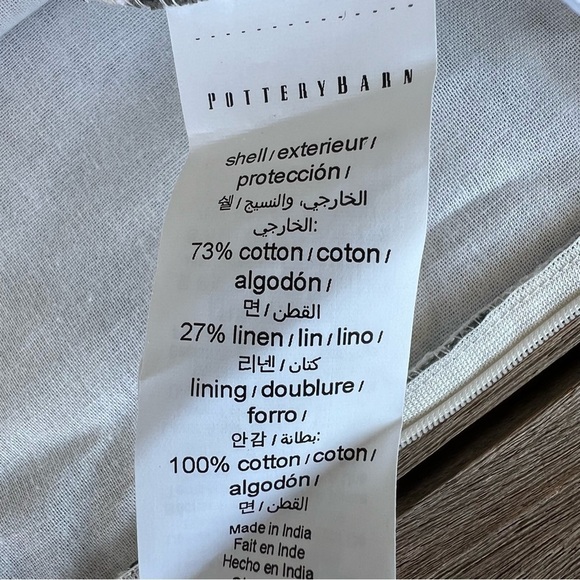 POTTERY BARN
shell / exterieur /
protección /
쉘 / الخارجي، والنسيج
الخارجي:
73% cotton / coton /
algodón /
면 / القطن
27% linen / lin / lino /
리넨 / كتان
lining / doublure /
forro /
안감 / بطانة:
100% cotton / coton /
algodón /
면 / القطن
Made in India
Fait en Inde
Hecho en India